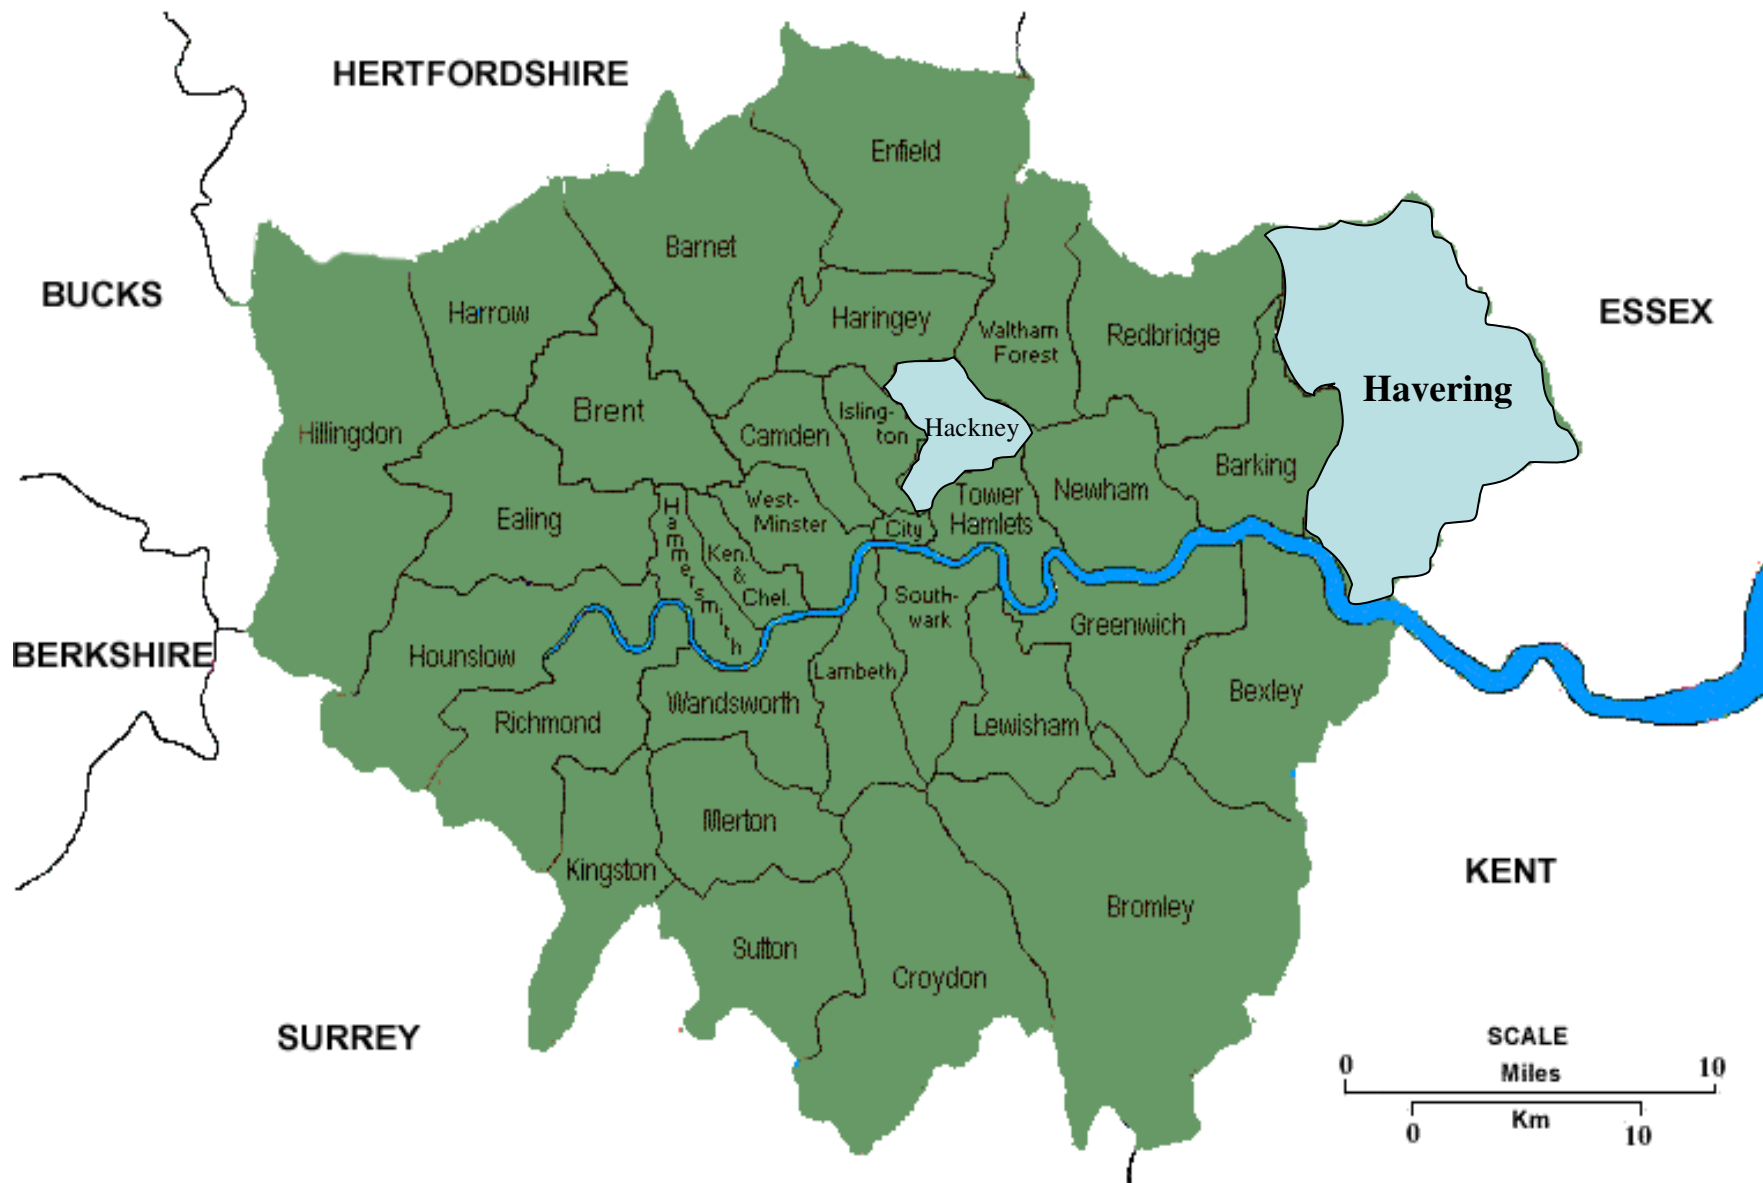 HERTFORDSHIRE
Enfield
Barnet
BUCKS
Harrow
Haringey
Waltham
Forest
Redbridge
ESSEX
Havering
Brent
Isling-
ton
Hackney
Hillingdon
Camden
Barking
Newham
Tower
Hamlets
West-
Minster
City
Ealing
Hammersmith
Ken.
&
Chel.
South-
wark
Greenwich
BERKSHIRE
Hounslow
Lambeth
Bexley
Richmond
Wandsworth
Lewisham
Merton
Kingston
KENT
Bromley
Sutton
Croydon
SURREY
SCALE
0 Miles 10
Km
0 10